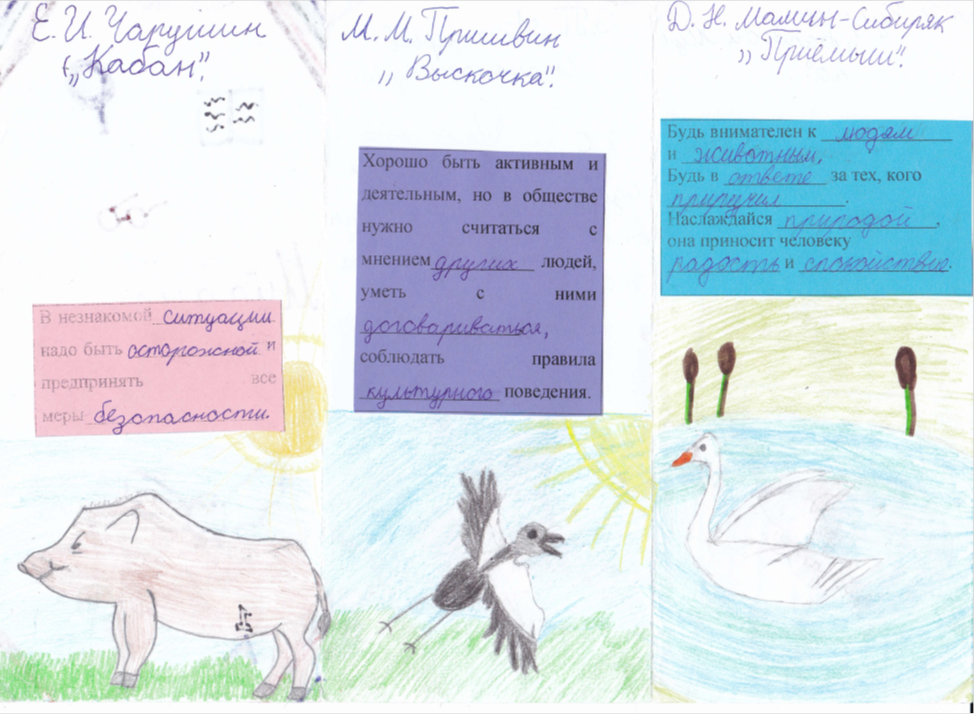 Е. И. Чарушин
„Кабан".
М. М. Пришвин
„Выскочка".
Д. Н. Мамин-Сибиряк
„Приёмыш".
В незнакомой ситуации
надо быть осторожной и
предпринять все
меры безопасности.
Хорошо быть активным и
деятельным, но в обществе
нужно считаться с
мнением других людей,
уметь с ними
договариваться,
соблюдать правила
культурного поведения.
Будь внимателен к людям
и животным,
Будь в ответе за тех, кого
приручил.
Наслаждайся природой,
она приносит человеку
радость и спокойствие.